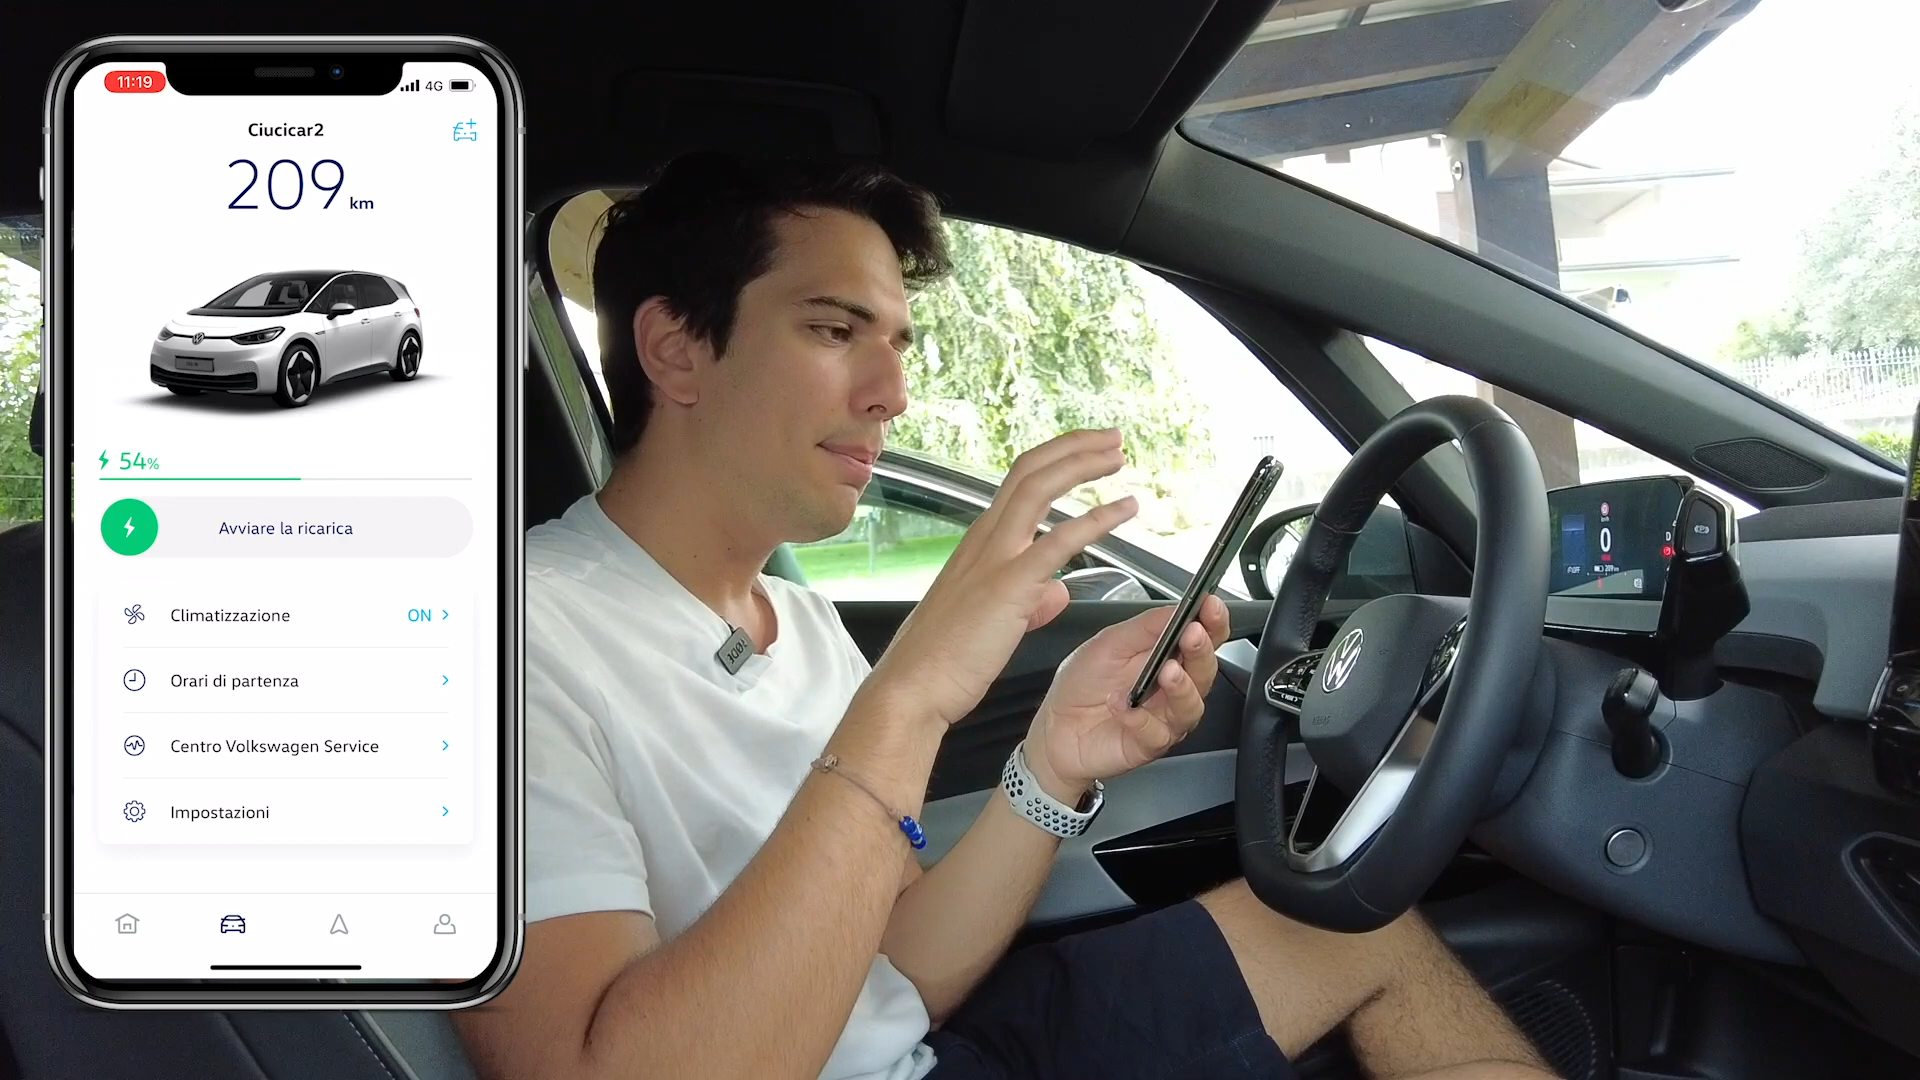 11:19
4G
Ciucicar2
209 km
54%
Avviare la ricarica
Climatizzazione ON
Orari di partenza
Centro Volkswagen Service
Impostazioni
0
D
RØDE